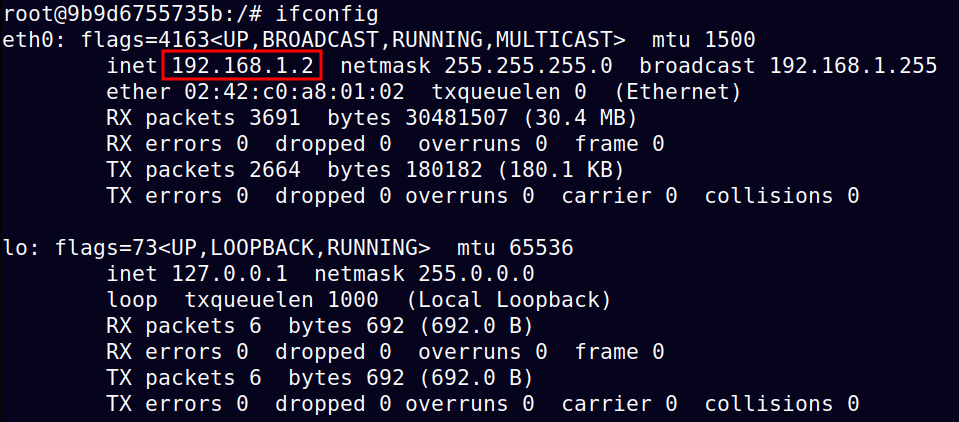 root@9b9d6755735b:/# ifconfig
eth0: flags=4163<UP,BROADCAST,RUNNING,MULTICAST>  mtu 1500
        inet 192.168.1.2  netmask 255.255.255.0  broadcast 192.168.1.255
        ether 02:42:c0:a8:01:02  txqueuelen 0  (Ethernet)
        RX packets 3691  bytes 30481507 (30.4 MB)
        RX errors 0  dropped 0  overruns 0  frame 0
        TX packets 2664  bytes 180182 (180.1 KB)
        TX errors 0  dropped 0 overruns 0  carrier 0  collisions 0

lo: flags=73<UP,LOOPBACK,RUNNING>  mtu 65536
        inet 127.0.0.1  netmask 255.0.0.0
        loop  txqueuelen 1000  (Local Loopback)
        RX packets 6  bytes 692 (692.0 B)
        RX errors 0  dropped 0  overruns 0  frame 0
        TX packets 6  bytes 692 (692.0 B)
        TX errors 0  dropped 0 overruns 0  carrier 0  collisions 0